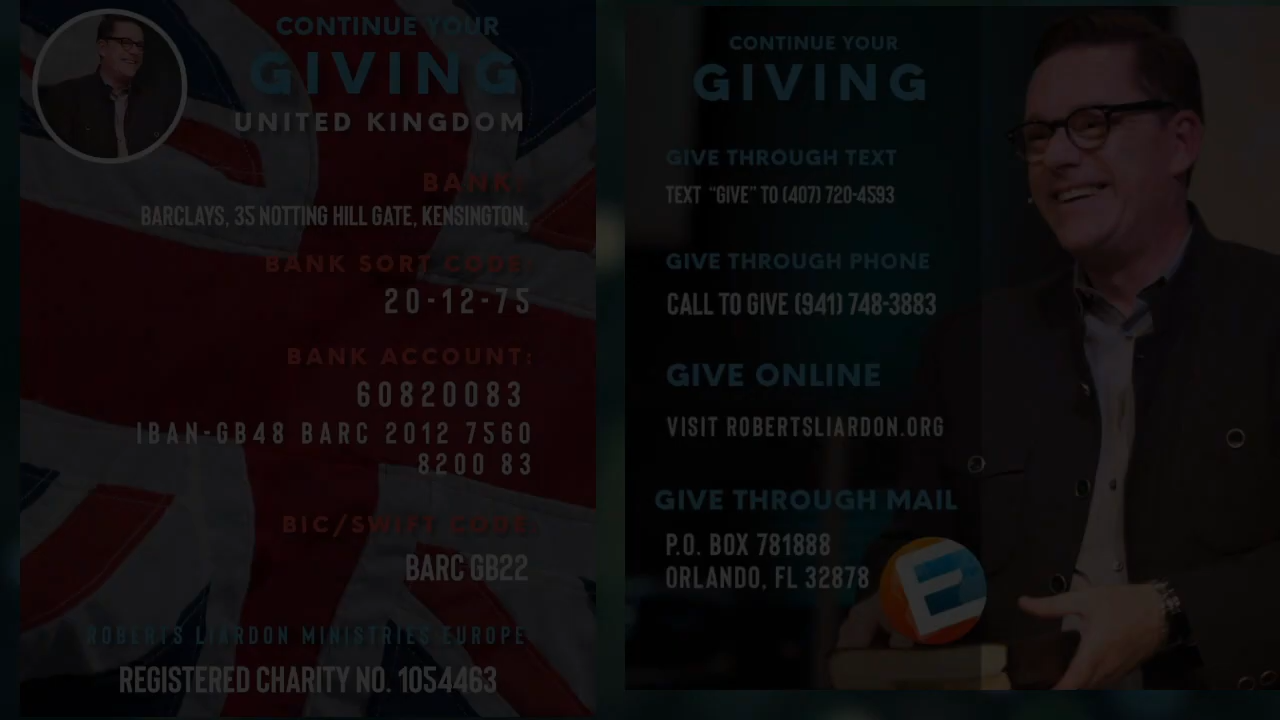 CONTINUE YOUR
GIVING
UNITED KINGDOM
BANK:
BARCLAYS, 35 NOTTING HILL GATE, KENSINGTON.
BANK SORT CODE:
20-12-75
BANK ACCOUNT:
60820083
IBAN-GB48 BARC 2012 7560
8200 83
BIC/SWIFT CODE:
BARC GB22
ROBERTS LIARDON MINISTRIES EUROPE
REGISTERED CHARITY NO. 1054463
CONTINUE YOUR
GIVING
GIVE THROUGH TEXT
TEXT “GIVE” TO (407) 720-4593
GIVE THROUGH PHONE
CALL TO GIVE (941) 748-3883
GIVE ONLINE
VISIT ROBERTSLIARDON.ORG
GIVE THROUGH MAIL
P.O. BOX 781888
ORLANDO, FL 32878